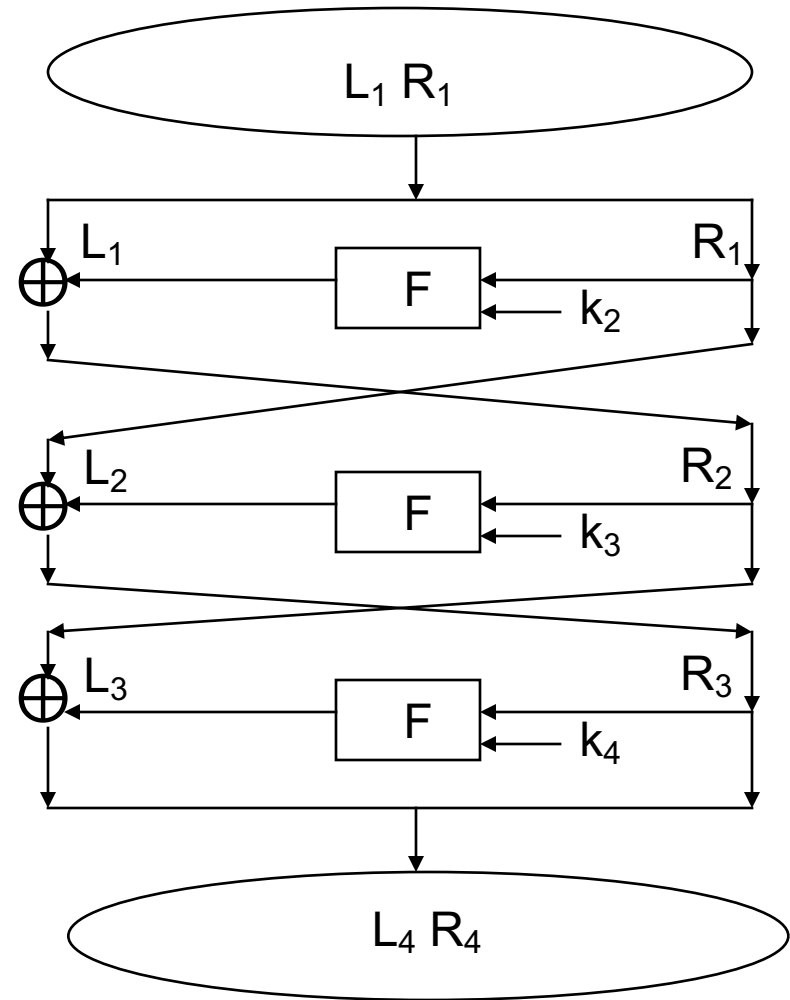 L₁ R₁
L₁
R₁
F
k₂
L₂
R₂
F
k₃
L₃
R₃
F
k₄
L₄ R₄